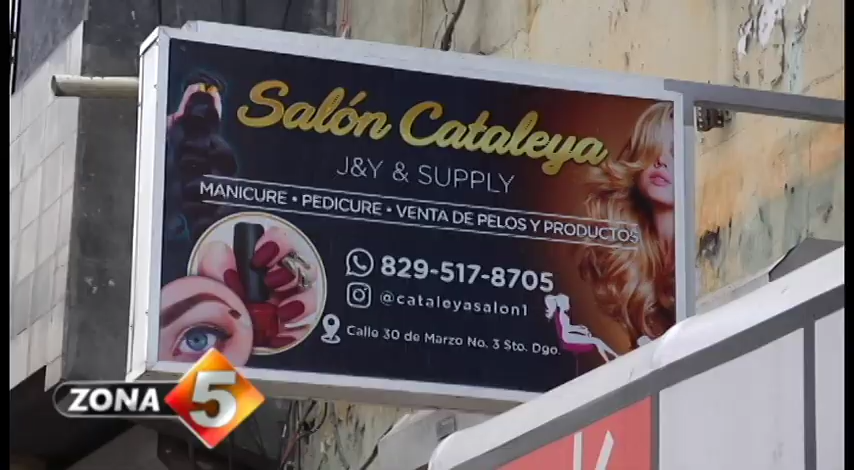 Salón Cataleya
J&Y & SUPPLY
MANICURE • PEDICURE • VENTA DE PELOS Y PRODUCTOS
829-517-8705
@cataleyasalon1
Calle 30 de Marzo No. 3 Sto. Dgo.
ZONA 5